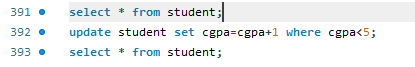 391 select * from student;
392 update student set cgpa=cgpa+1 where cgpa<5;
393 select * from student;